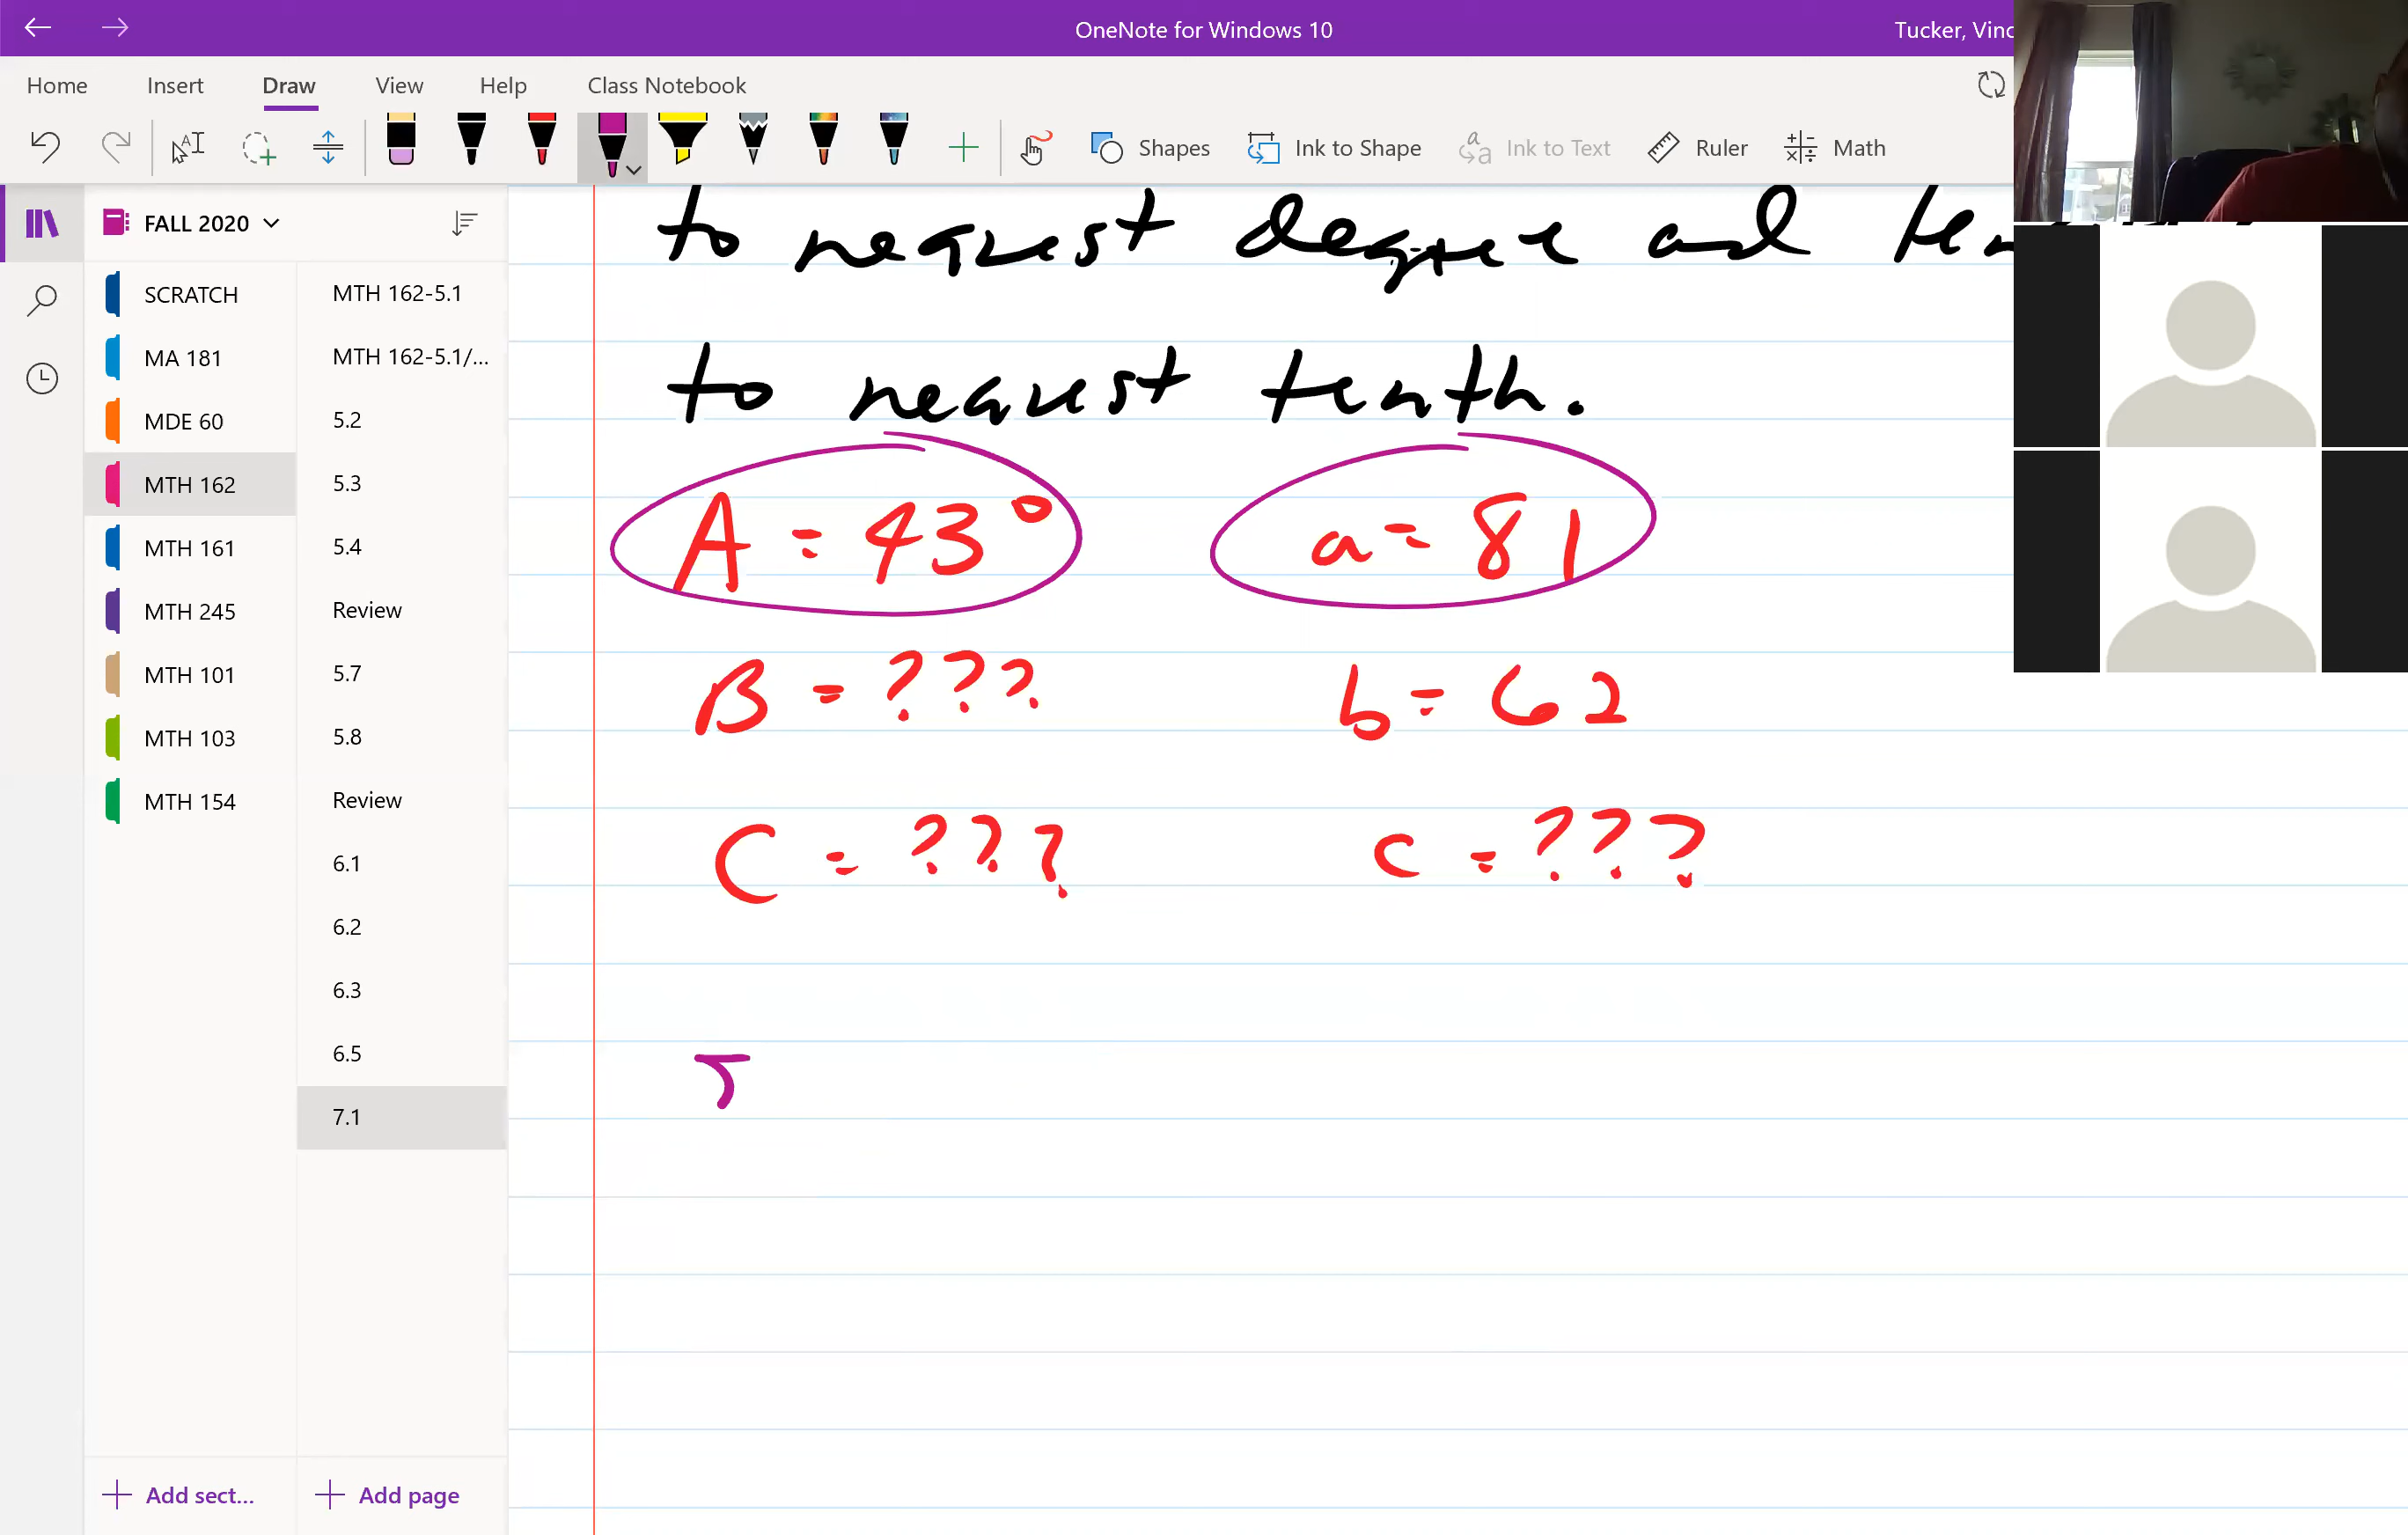 OneNote for Windows 10
Tucker, Vinc
Home Insert Draw View Help Class Notebook
Shapes Ink to Shape Ink to Text Ruler Math
FALL 2020
SCRATCH
MA 181
MDE 60
MTH 162
MTH 161
MTH 245
MTH 101
MTH 103
MTH 154
Add sect...
MTH 162-5.1
MTH 162-5.1/...
5.2
5.3
5.4
Review
5.7
5.8
Review
6.1
6.2
6.3
6.5
7.1
Add page
to nearest degree and
to nearest tenth.
A = 43° a = 81
B = ??? b = 62
C = ??? c = ???